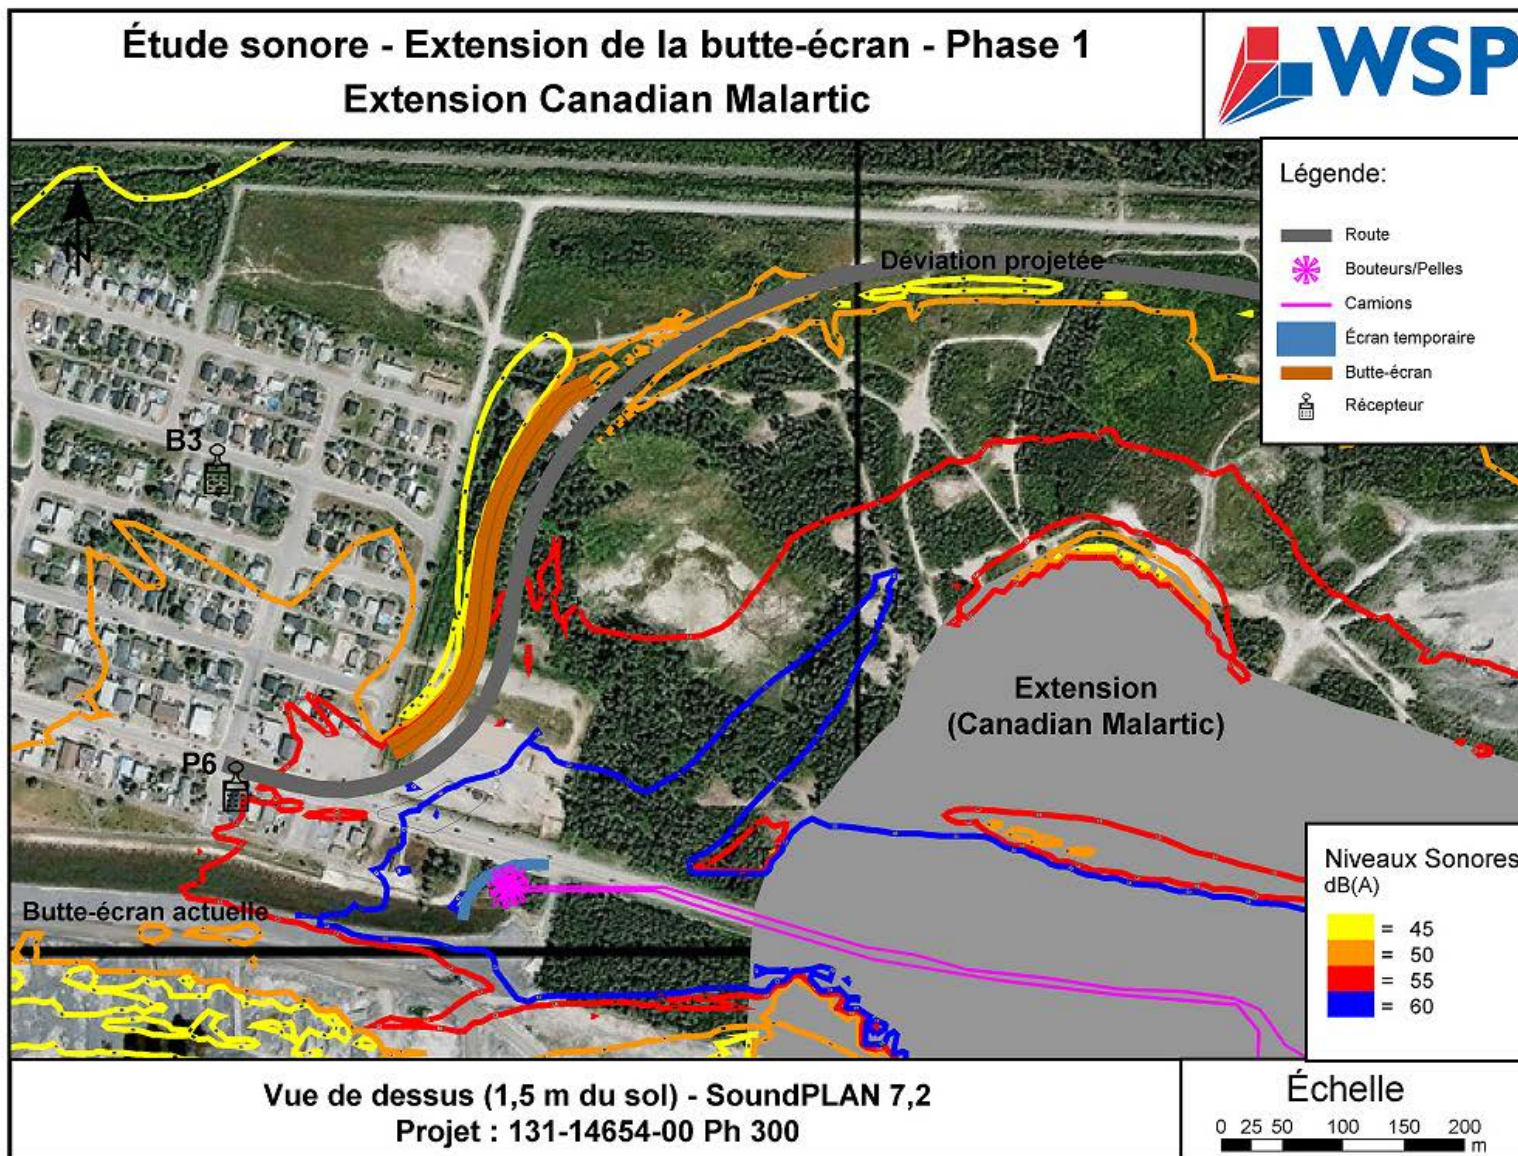 Étude sonore - Extension de la butte-écran - Phase 1
Extension Canadian Malartic
WSP
Légende:
Route
Bouteurs/Pelles
Camions
Écran temporaire
Butte-écran
Récepteur
N
Déviation projetée
B3
Extension
(Canadian Malartic)
P6
Butte-écran actuelle
Niveaux Sonores
dB(A)
= 45
= 50
= 55
= 60
Vue de dessus (1,5 m du sol) - SoundPLAN 7,2
Projet : 131-14654-00 Ph 300
Échelle
0 25 50 100 150 200
m